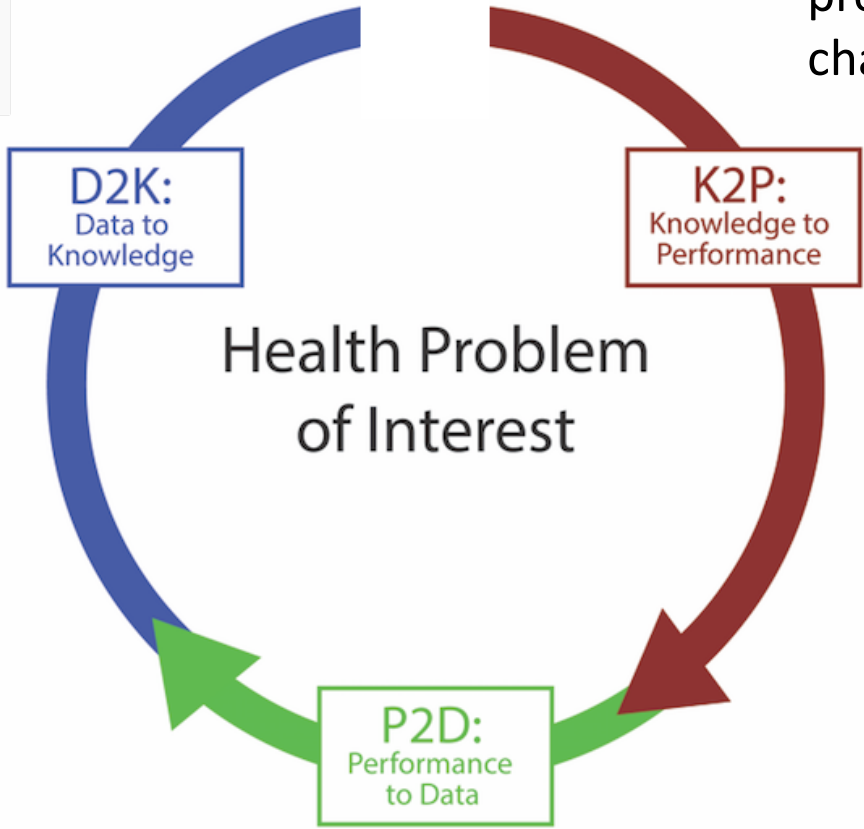 D2K:
Data to
Knowledge
K2P:
Knowledge to
Performance
Health Problem
of Interest
P2D:
Performance
to Data